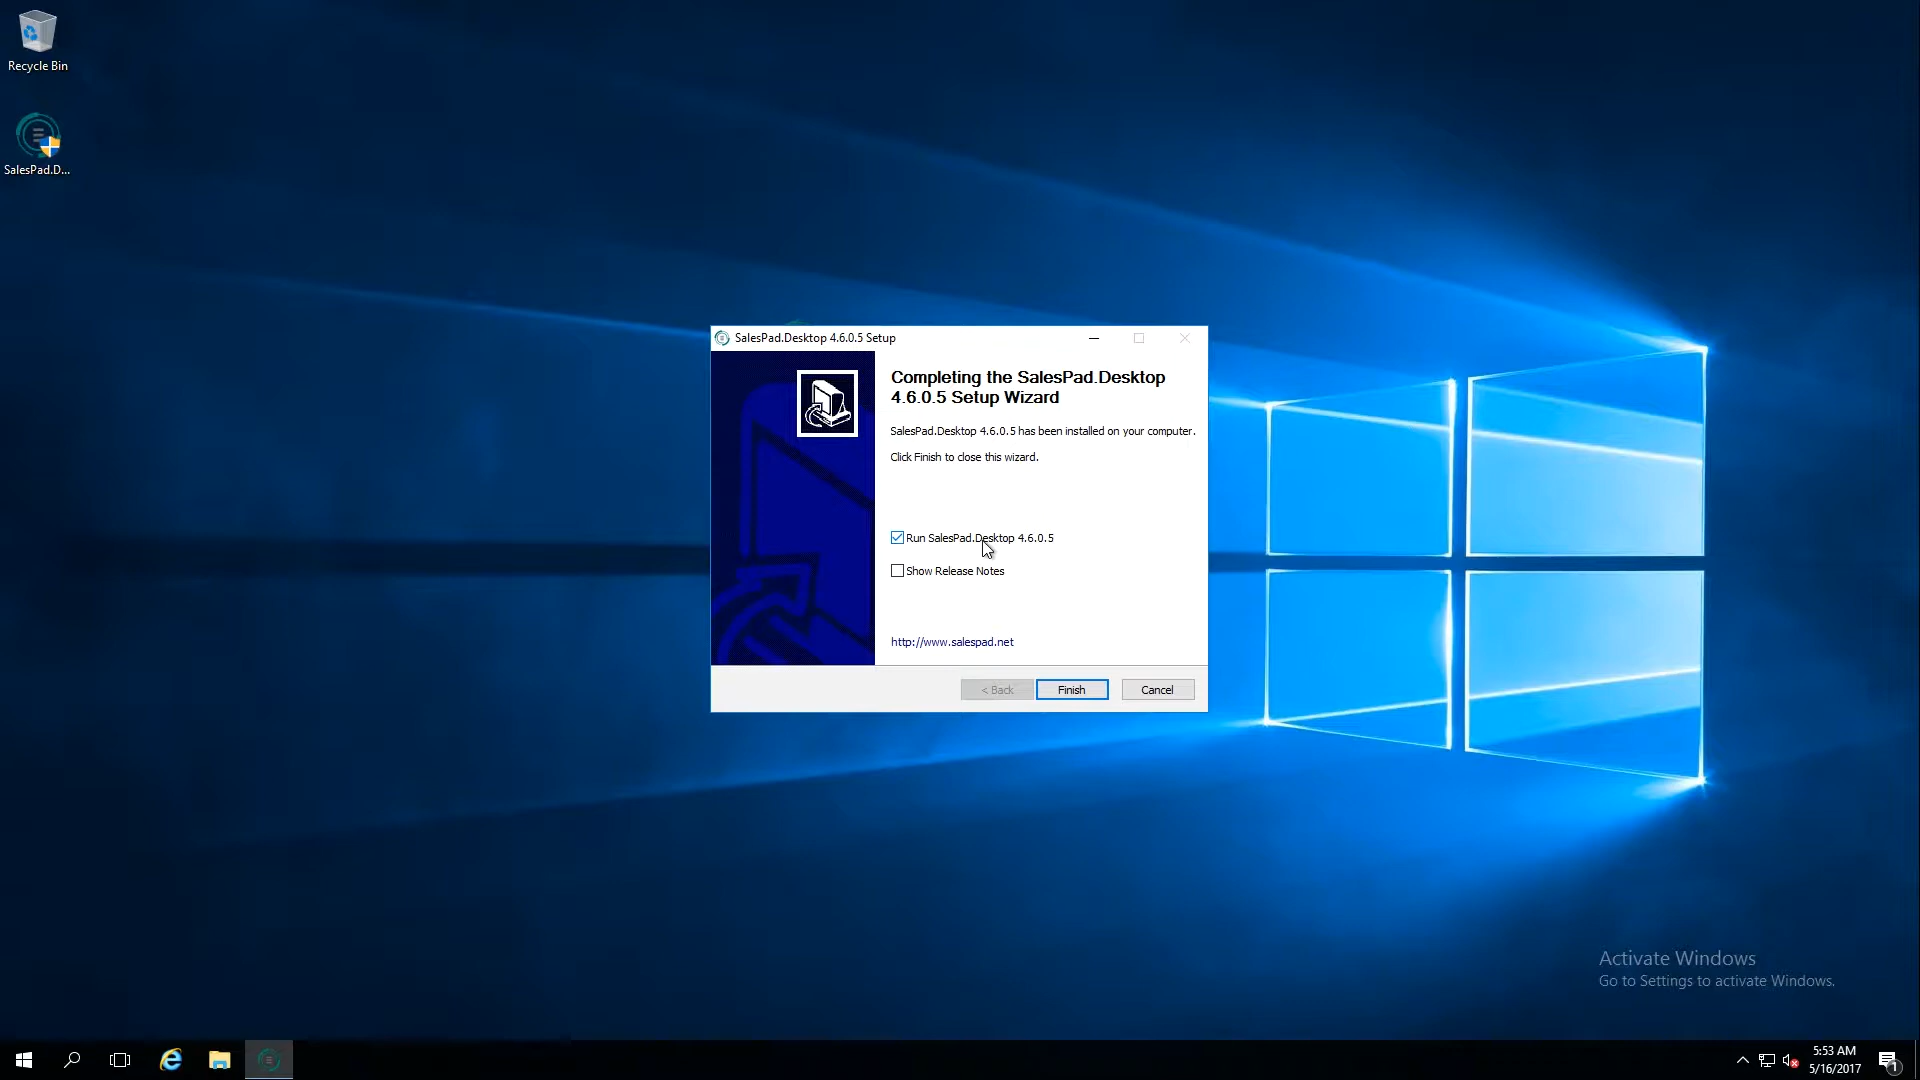 Recycle Bin
SalesPad.D...
SalesPad.Desktop 4.6.0.5 Setup
Completing the SalesPad.Desktop
4.6.0.5 Setup Wizard
SalesPad.Desktop 4.6.0.5 has been installed on your computer.
Click Finish to close this wizard.
Run SalesPad.Desktop 4.6.0.5
Show Release Notes
http://www.salespad.net
< Back
Finish
Cancel
Activate Windows
Go to Settings to activate Windows.
5:53 AM
5/16/2017
1